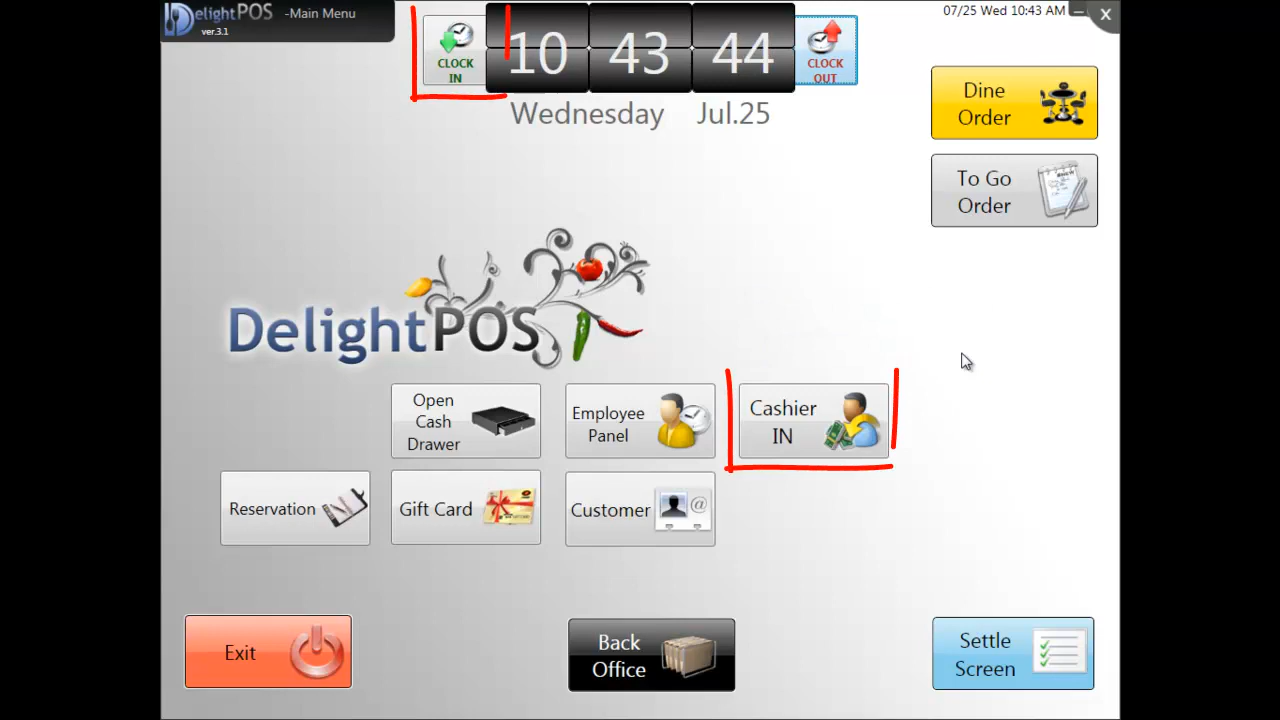 DelightPOS -Main Menu
ver.3.1
CLOCK
IN
10 43 44
CLOCK
OUT
07/25 Wed 10:43 AM
X
Wednesday Jul.25
Dine
Order
To Go
Order
DelightPOS
Open
Cash
Drawer
Employee
Panel
Cashier
IN
Reservation
Gift Card
Customer
@
Exit
Back
Office
Settle
Screen